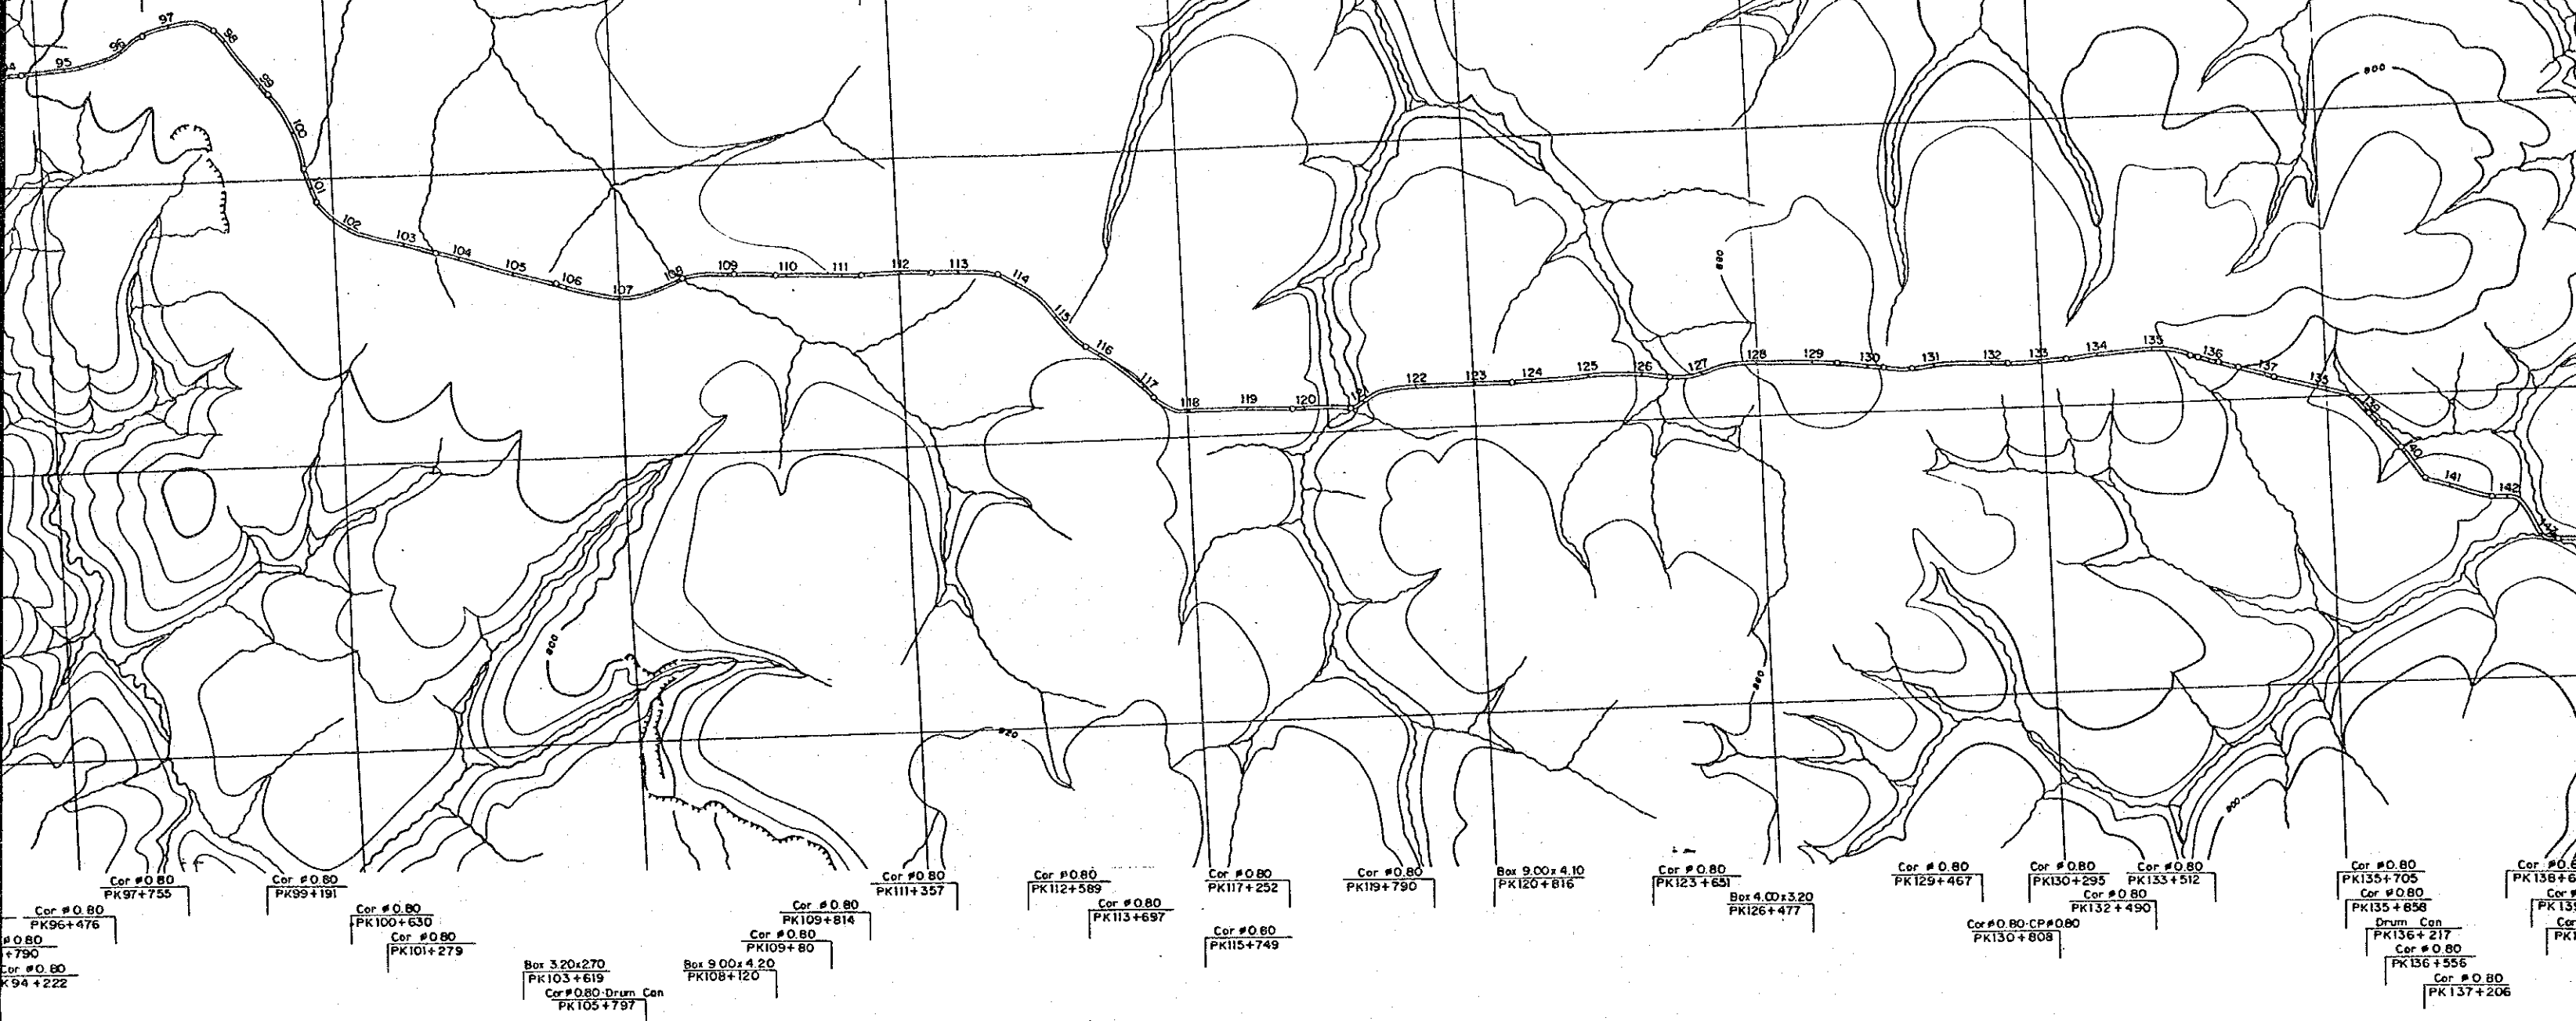 97
98
96
95
99
100
101
102
103
104
105
106
107
108
109
110
111
112
113
114
115
116
117
118
119
120
121
122
123
124
125
126
127
128
129
130
131
132
133
134
135
136
137
135
139
140
141
142
143
800
880
800
880
820
800
Cor ø0.80
PK97+755
Cor ø0.80
PK99+191
Cor ø0.80
PK111+357
Cor ø0.80
PK112+589
Cor ø0.80
PK117+252
Cor ø0.80
PK119+790
Box 9.00x4.10
PK120+816
Cor ø0.80
PK123+651
Cor ø0.80
PK129+467
Cor ø0.80
PK130+295
Cor ø0.80
PK133+512
Cor ø0.80
PK135+705
Cor ø0.80
PK96+476
Cor ø0.80
PK100+630
Cor ø0.80
PK109+814
Cor ø0.80
PK113+697
Box 4.00x3.20
PK126+477
Cor ø0.80
PK132+490
Cor ø0.80
PK135+858
ø0.80
+790
Cor ø0.80
PK101+279
Cor ø0.80
PK109+80
Cor ø0.80
PK115+749
Cor ø0.80-CPø0.80
PK130+808
Drum Can
PK136+217
Cor ø0.80
K94+222
Box 3.20x2.70
PK103+619
Box 9.00x4.20
PK108+120
Cor ø0.80
PK136+556
Cor ø0.80-Drum Can
PK105+797
Cor ø0.80
PK137+206